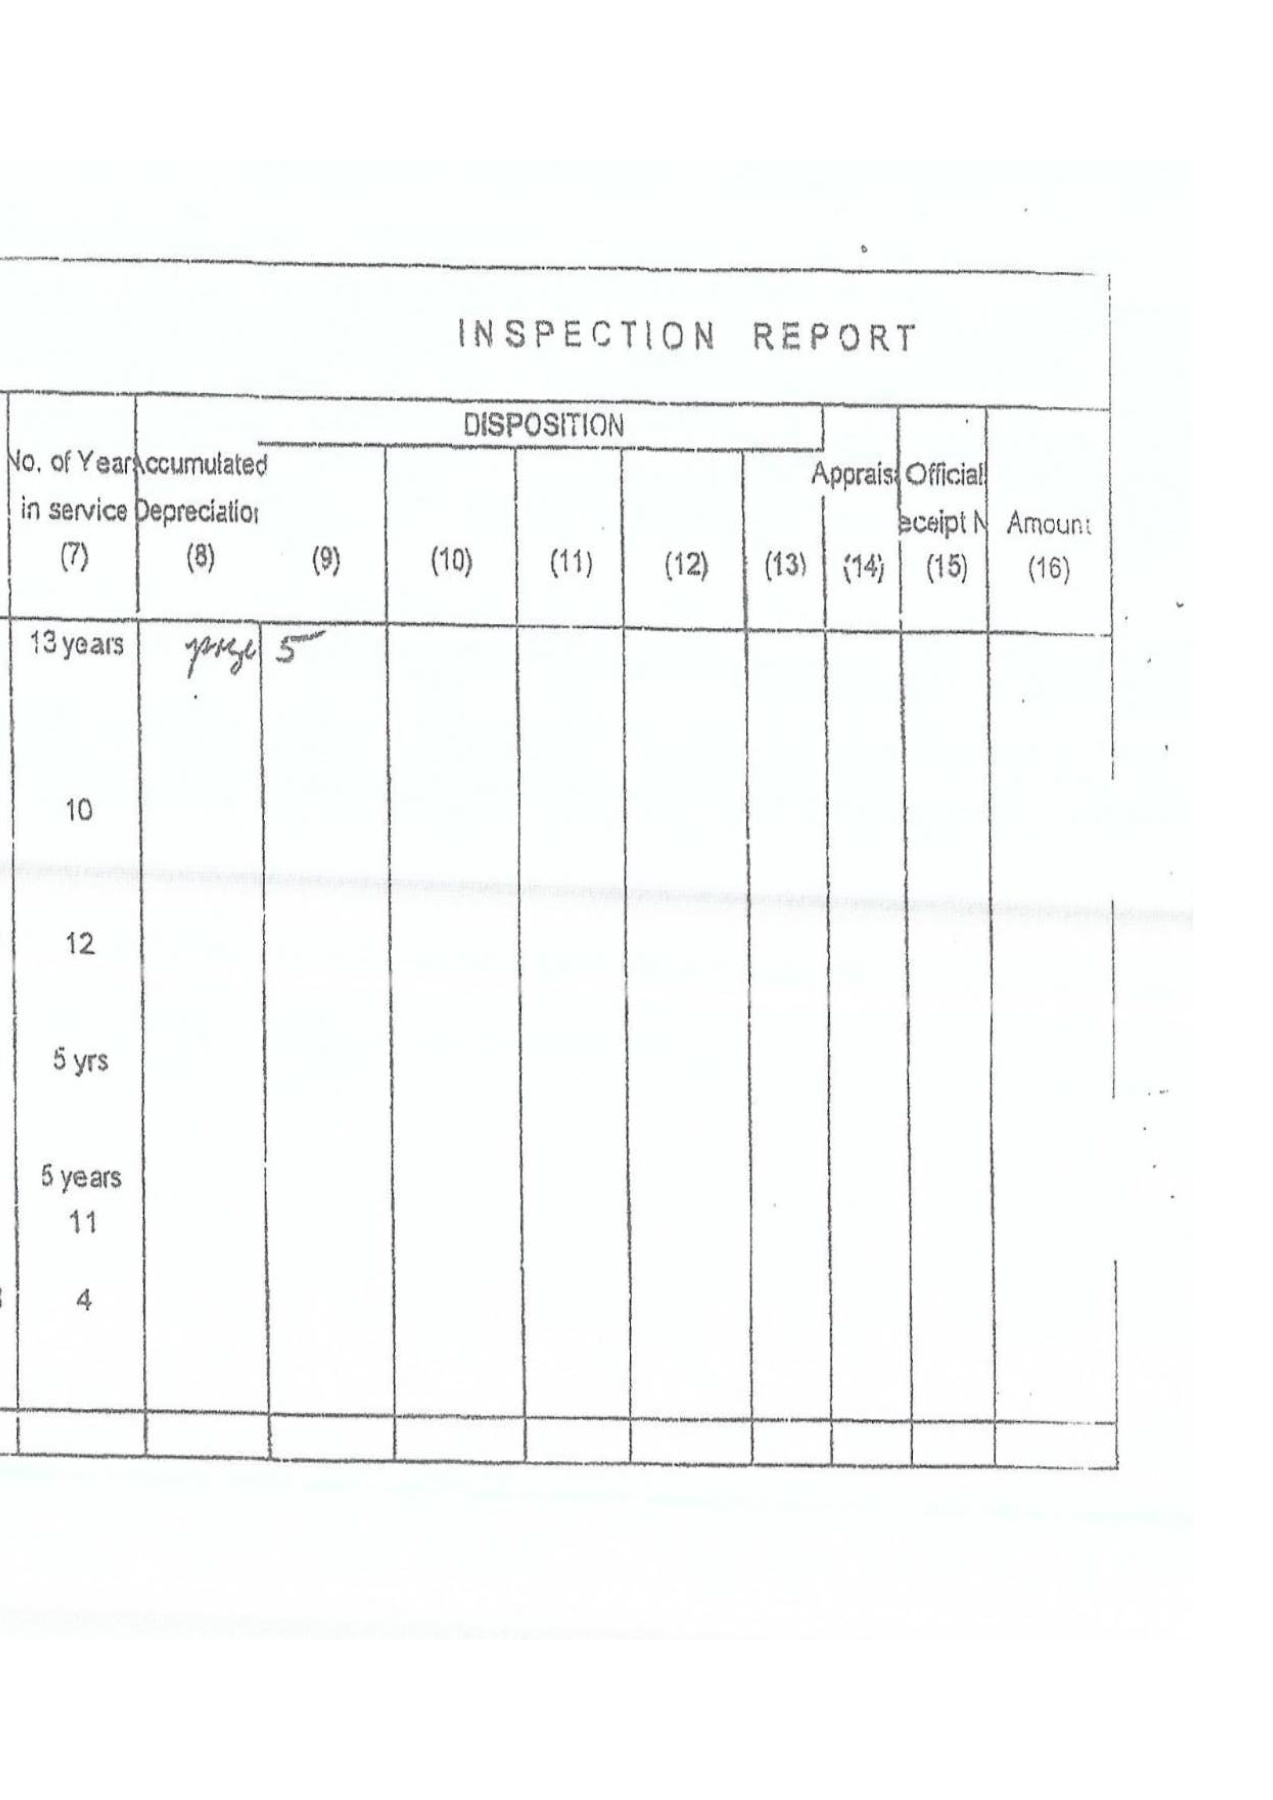 INSPECTION REPORT
DISPOSITION
No. of Year Accumulated Apprais Official
in service Depreciation eceipt N Amount
(7) (8) (9) (10) (11) (12) (13) (14) (15) (16)
13 years page 5
10
12
5 yrs
5 years
11
4